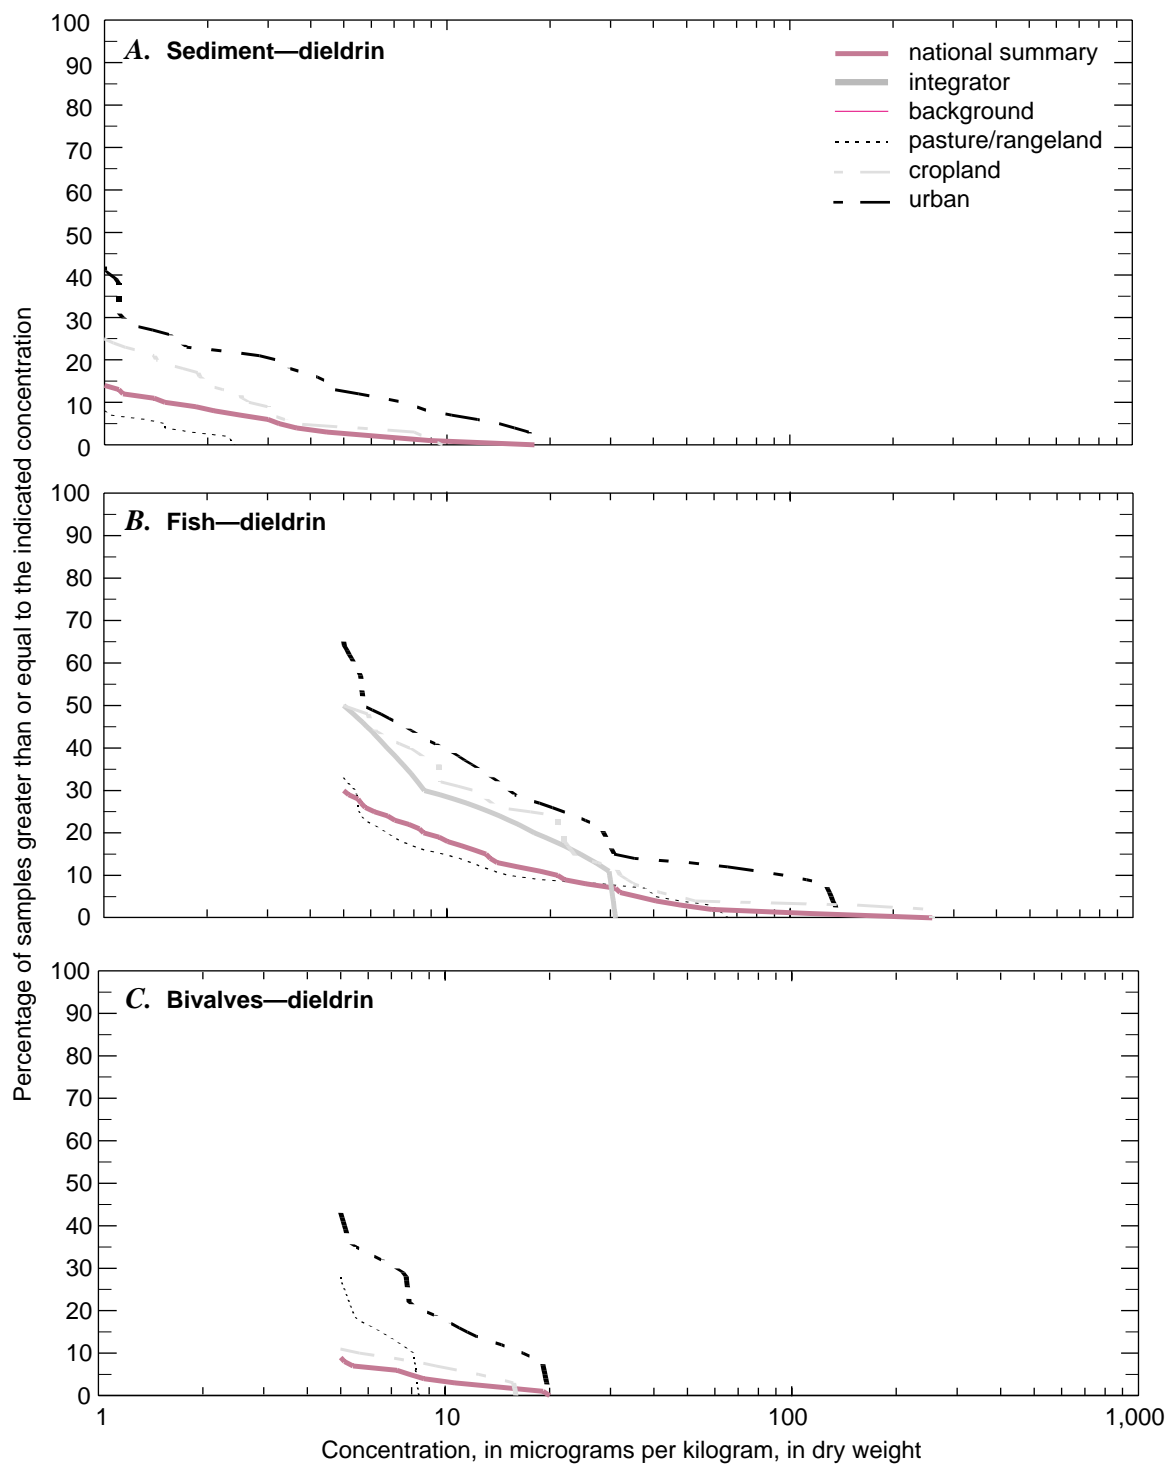 Percentage of samples greater than or equal to the indicated concentration
A. Sediment—dieldrin
100
90
80
70
60
50
40
30
20
10
0
national summary
integrator
background
pasture/rangeland
cropland
urban
B. Fish—dieldrin
100
90
80
70
60
50
40
30
20
10
0
C. Bivalves—dieldrin
100
90
80
70
60
50
40
30
20
10
0
1 10 100 1,000
Concentration, in micrograms per kilogram, in dry weight